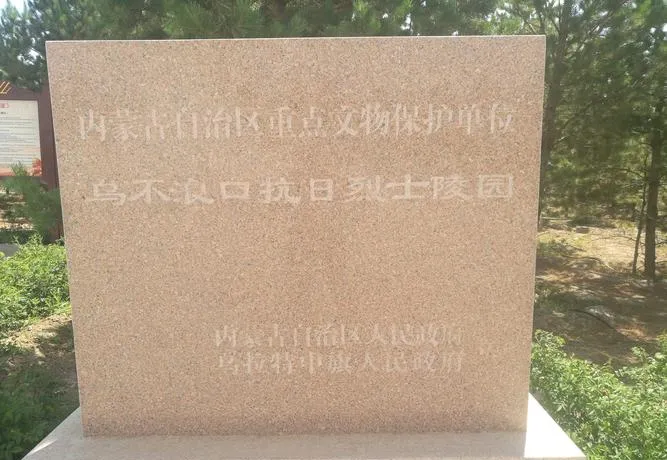 内蒙古自治区重点文物保护单位
乌不浪口抗日烈士陵园
内蒙古自治区人民政府
乌拉特中旗人民政府